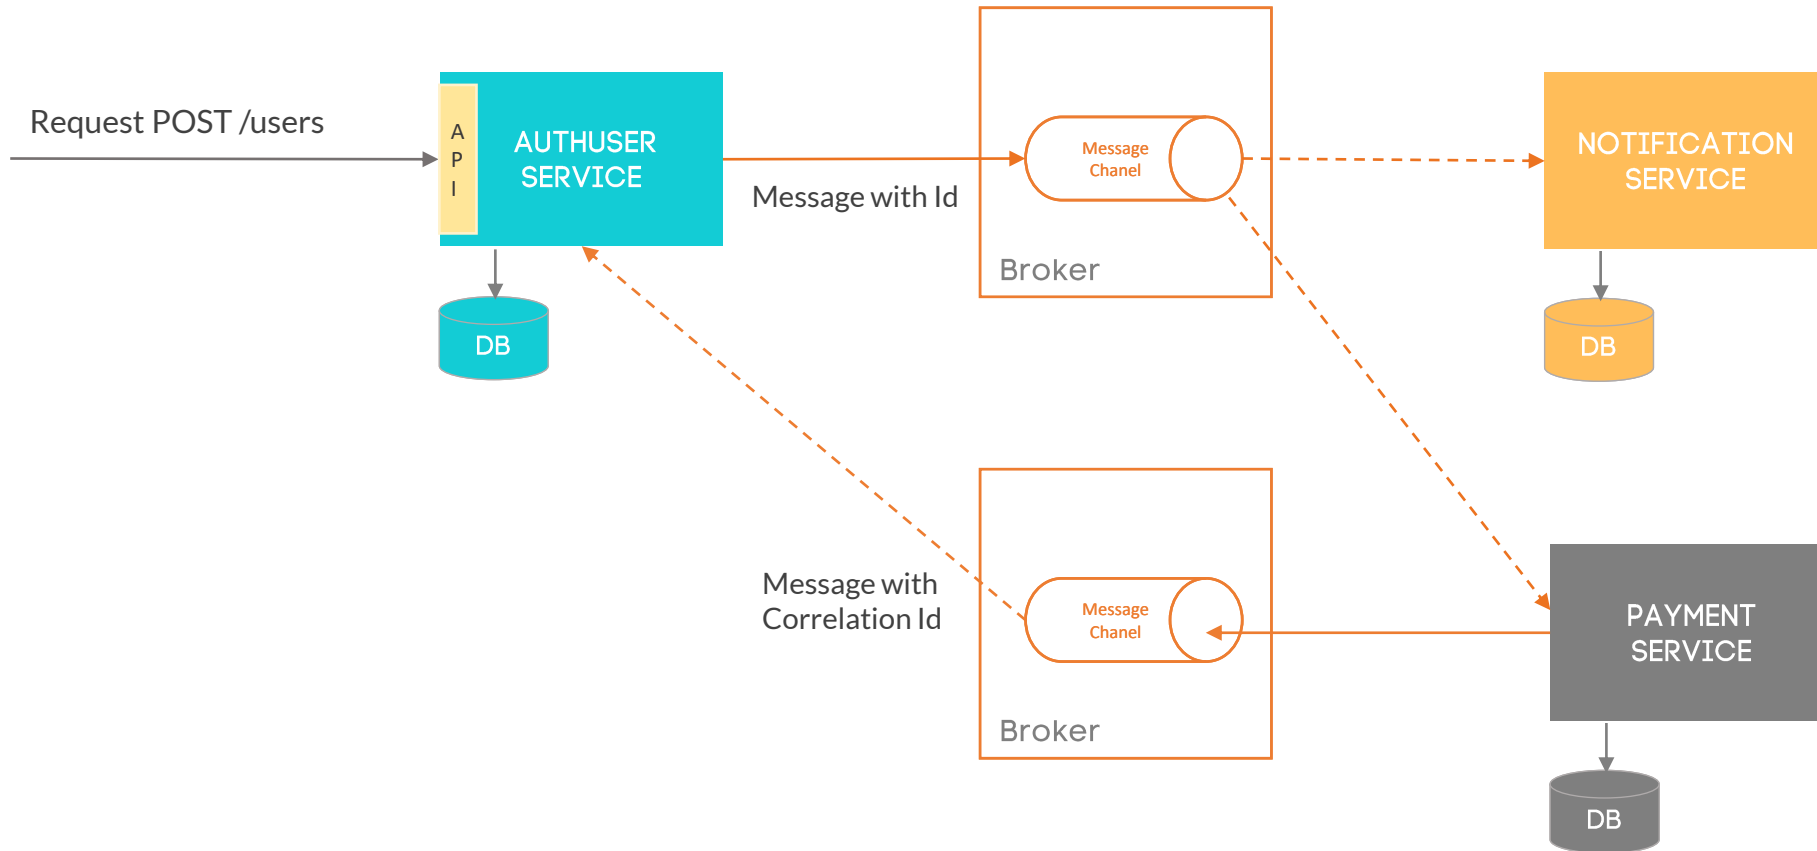 Request POST /users
A
P
I
AUTHUSER
SERVICE
Message with Id
Message
Chanel
Broker
NOTIFICATION
SERVICE
DB
DB
Message with
Correlation Id
Message
Chanel
Broker
PAYMENT
SERVICE
DB